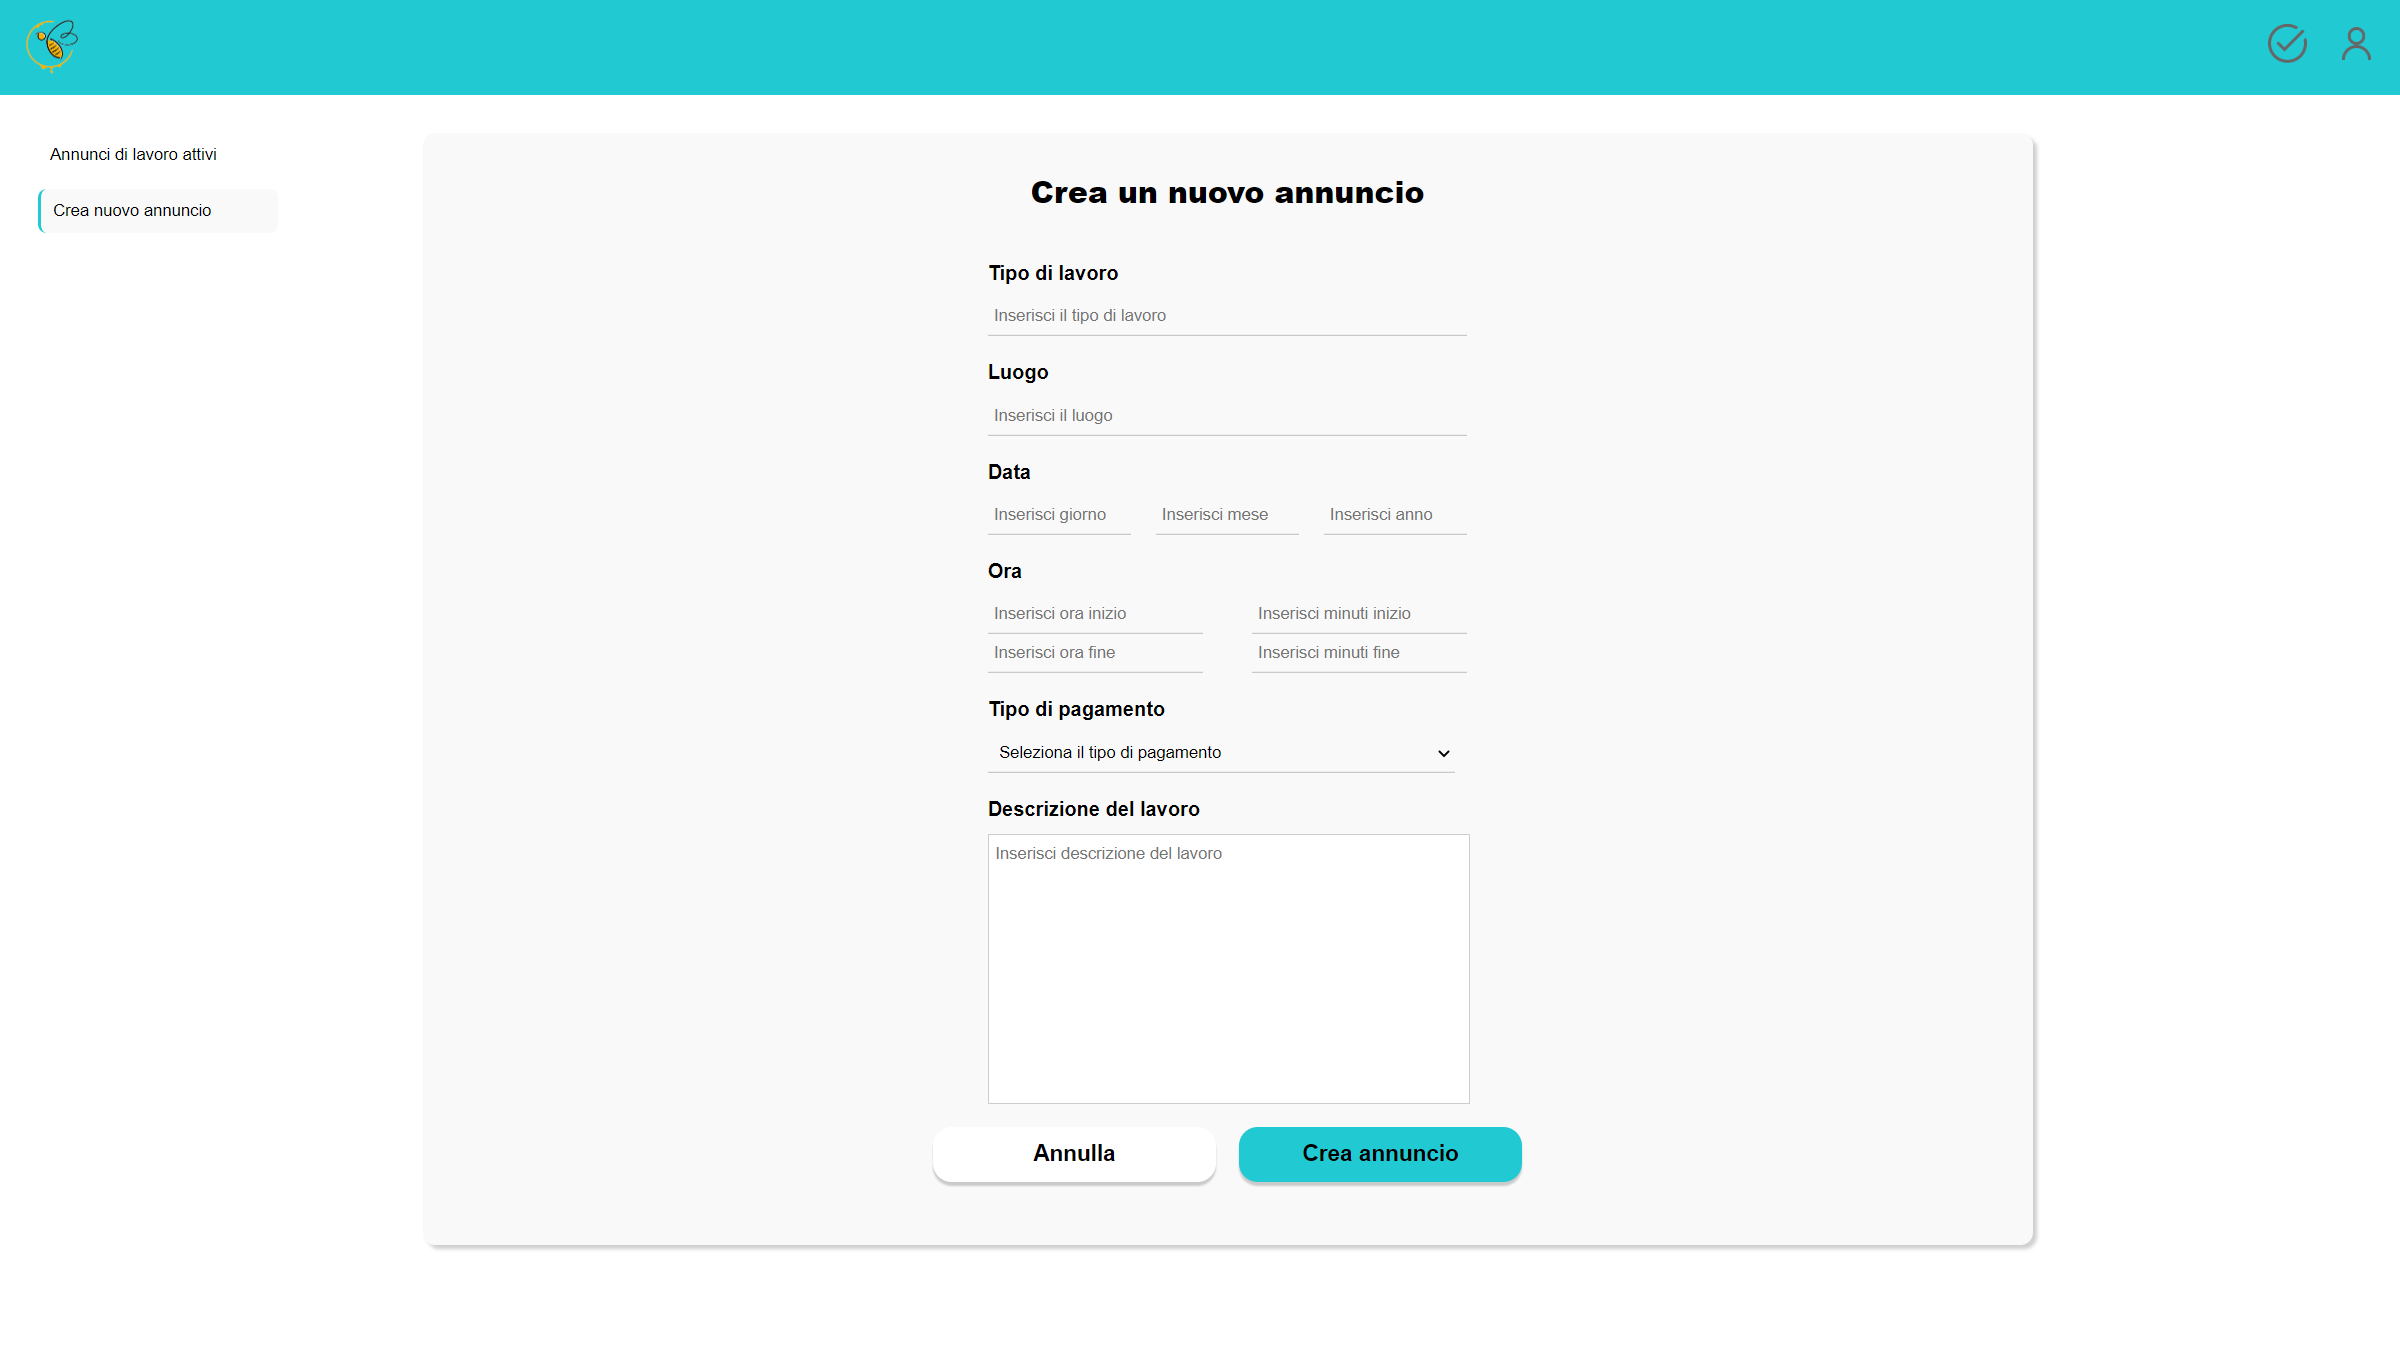 Annunci di lavoro attivi
Crea nuovo annuncio
Crea un nuovo annuncio
Tipo di lavoro
Inserisci il tipo di lavoro
Luogo
Inserisci il luogo
Data
Inserisci giorno Inserisci mese Inserisci anno
Ora
Inserisci ora inizio Inserisci minuti inizio
Inserisci ora fine Inserisci minuti fine
Tipo di pagamento
Seleziona il tipo di pagamento
Descrizione del lavoro
Inserisci descrizione del lavoro
Annulla Crea annuncio